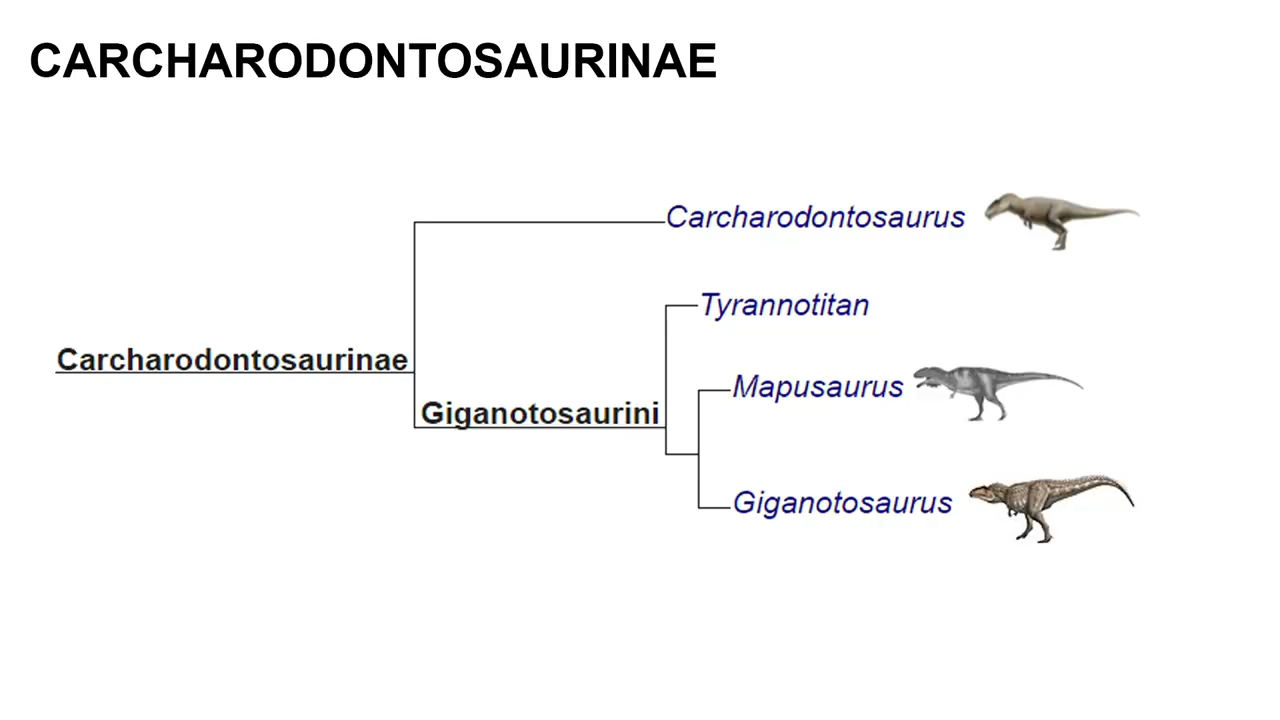 CARCHARODONTOSAURINAE
Carcharodontosaurus
Tyrannotitan
Carcharodontosaurinae
Mapusaurus
Giganotosaurini
Giganotosaurus